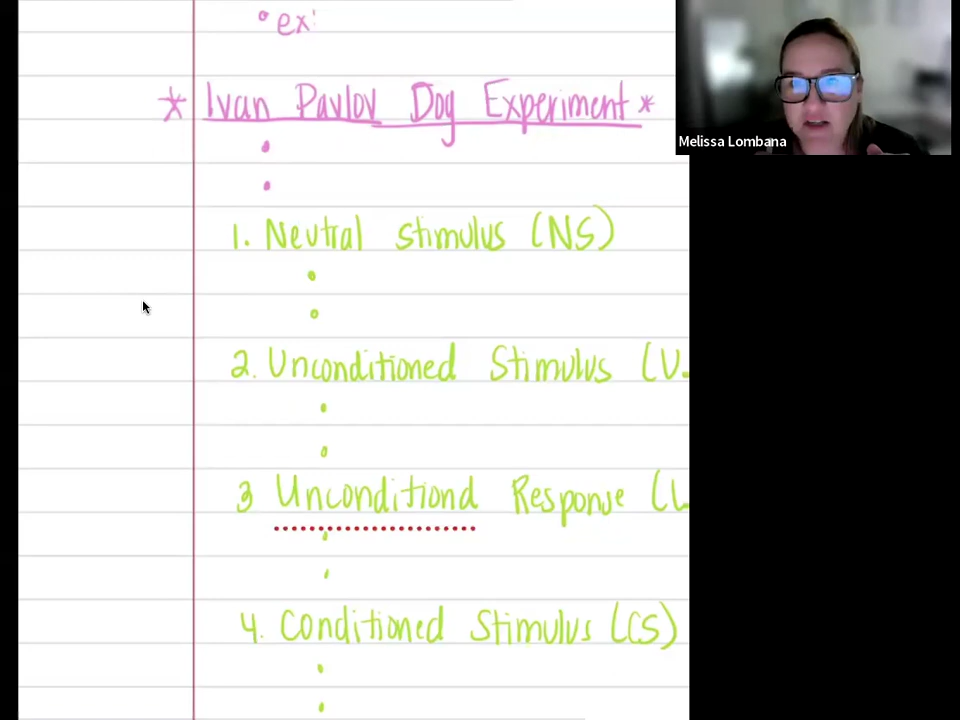 • ex:
* Ivan Pavlov Dog Experiment *
Melissa Lombana
1. Neutral stimulus (NS)
2. Unconditioned Stimulus (U
3 Unconditiond Response (U
4. Conditioned Stimulus (CS)